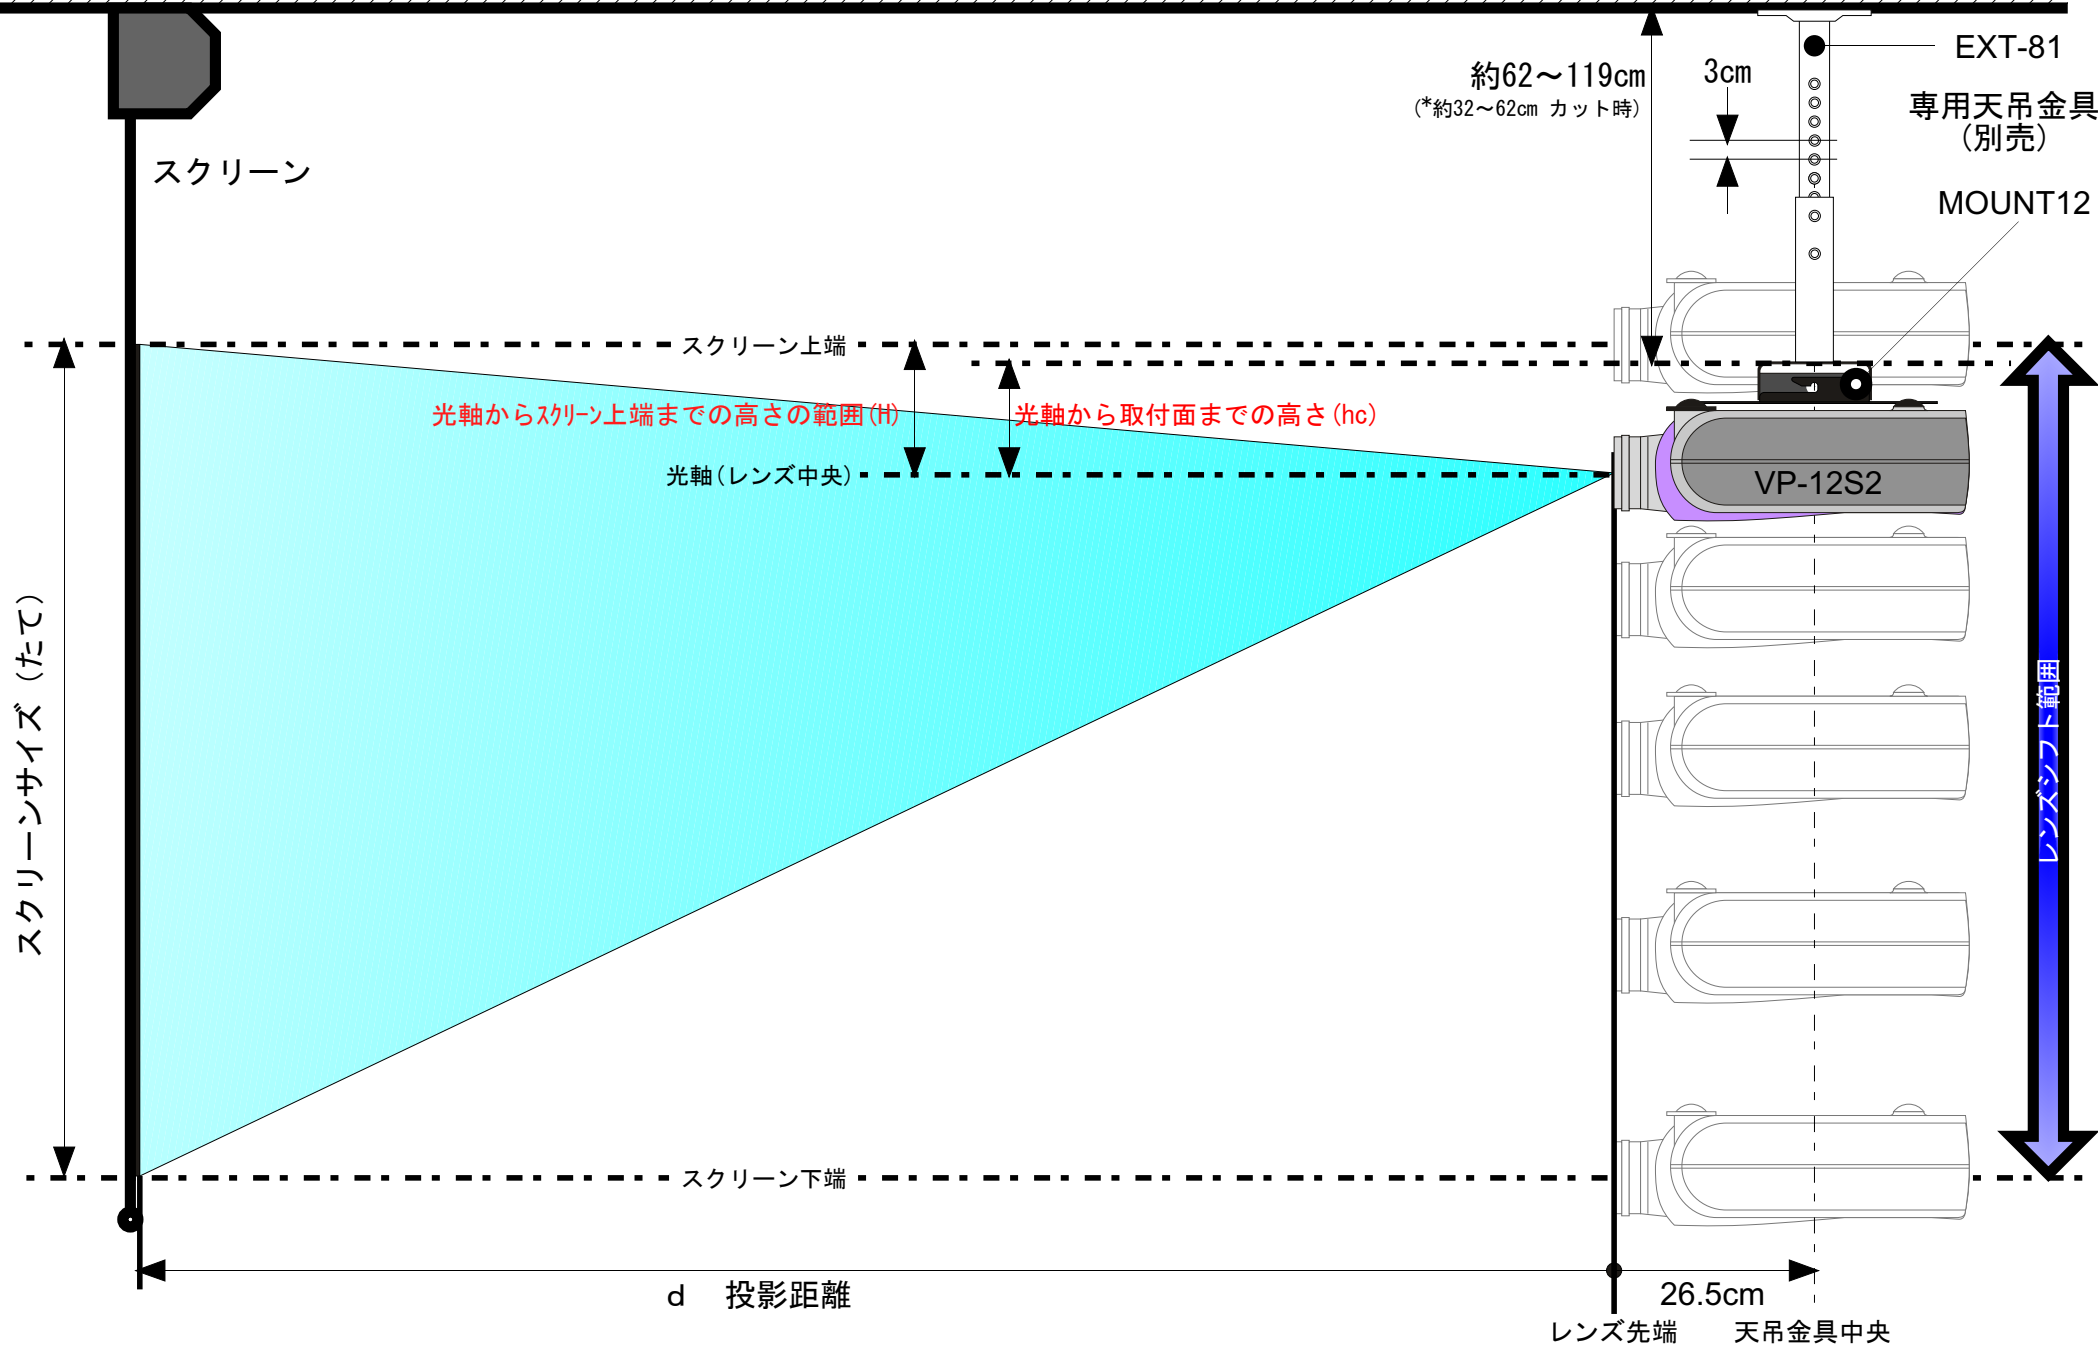 EXT-81
約62～119cm
3cm
(*約32～62cm カット時)
専用天吊金具
(別売)
スクリーン
MOUNT12
スクリーン上端
光軸からｽｸﾘｰﾝ上端までの高さの範囲(H)
光軸から取付面までの高さ(hc)
光軸(レンズ中央)
VP-12S2
スクリーンサイズ (たて)
レンズシフト範囲
スクリーン下端
d 投影距離
26.5cm
レンズ先端
天吊金具中央